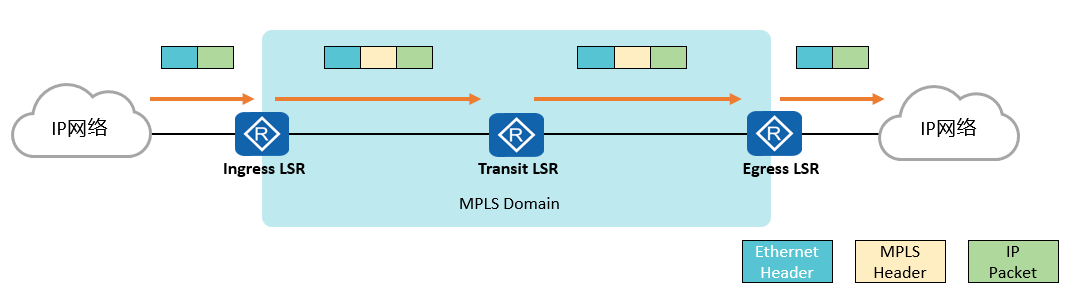 IP网络
R
R
R
IP网络
Ingress LSR
Transit LSR
Egress LSR
MPLS Domain
Ethernet
Header
MPLS
Header
IP
Packet